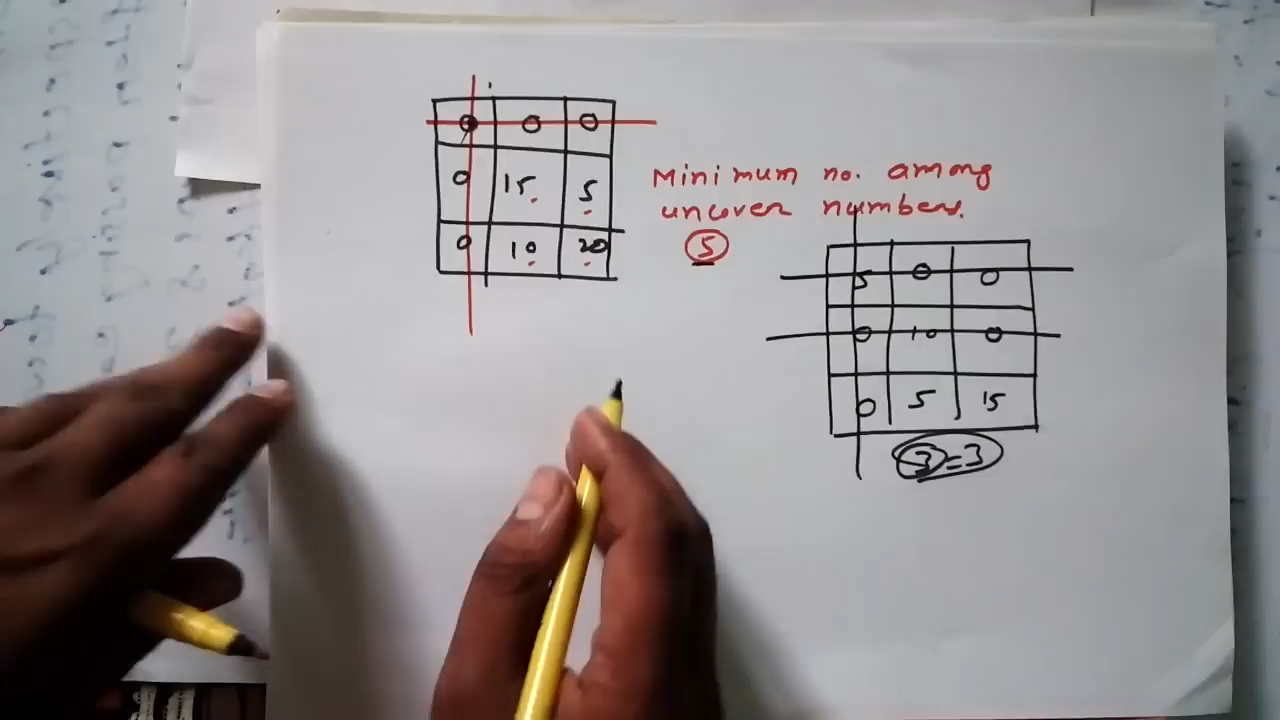 0 0 0
0 15 5
0 10 20
Minimum no. among
uncover numbers.
5
5 0 0
0 10 0
0 5 15
3=3